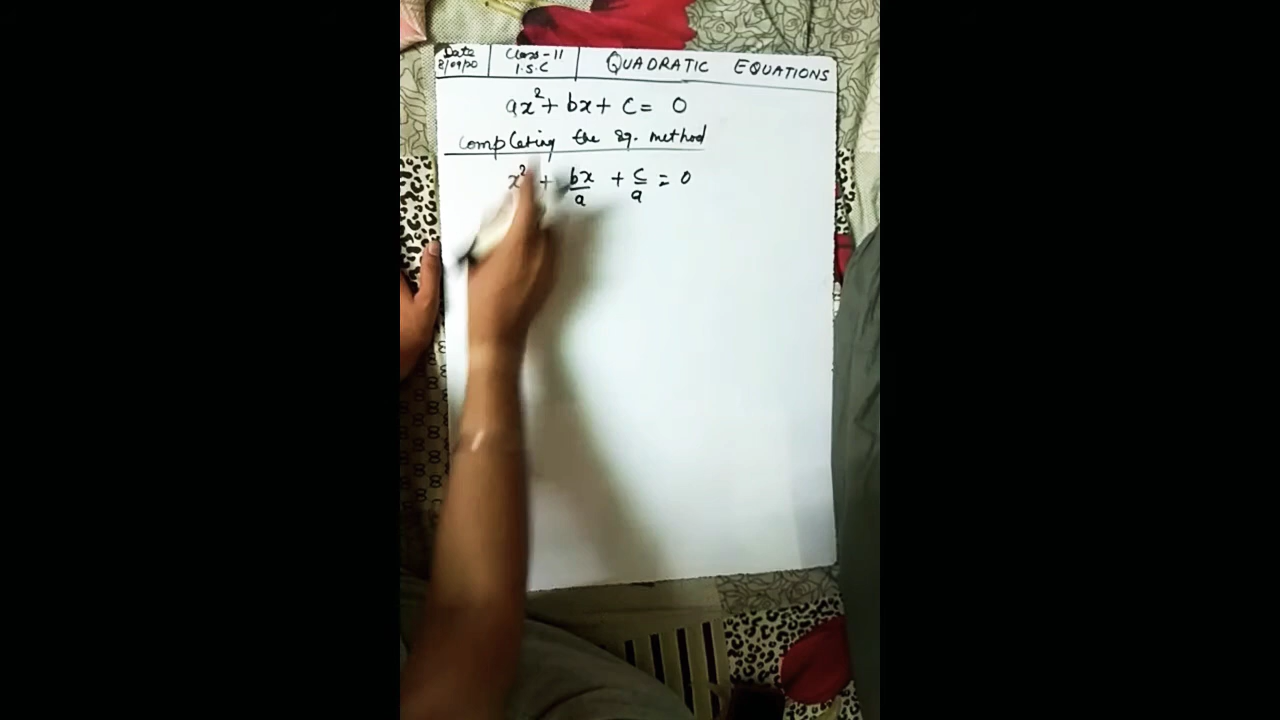 Date Class-11 QUADRATIC EQUATIONS
2/09/20 I.S.C
ax² + bx + c = 0
completing the sq. method
x² + bx/a + c/a = 0